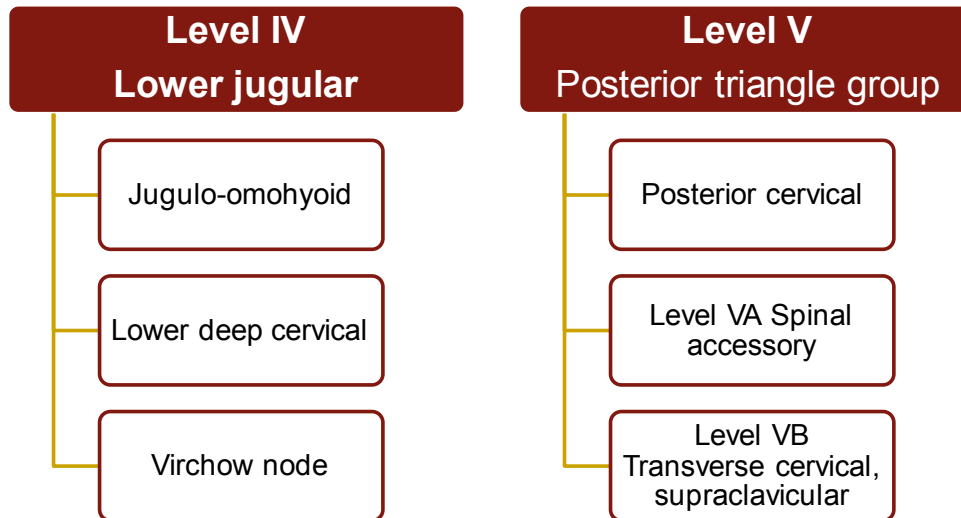 Level IV
Lower jugular
Jugulo-omohyoid
Lower deep cervical
Virchow node
Level V
Posterior triangle group
Posterior cervical
Level VA Spinal
accessory
Level VB
Transverse cervical,
supraclavicular